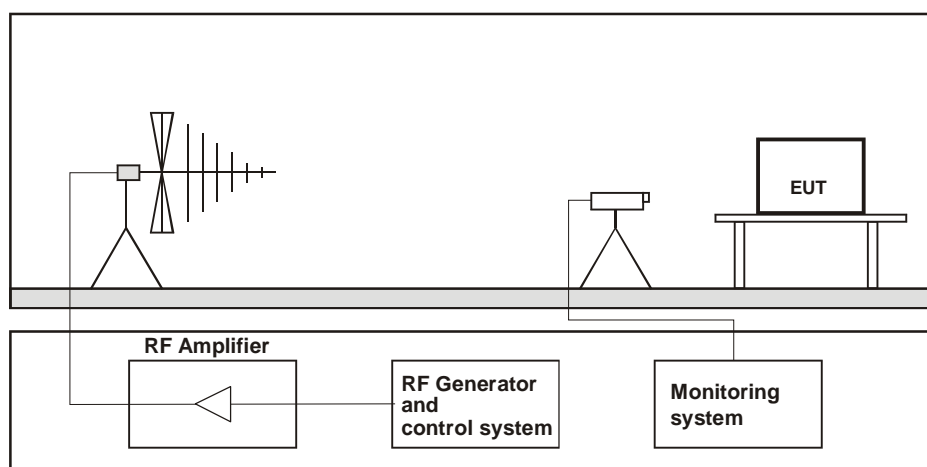 EUT
RF Amplifier
RF Generator
and
control system
Monitoring
system